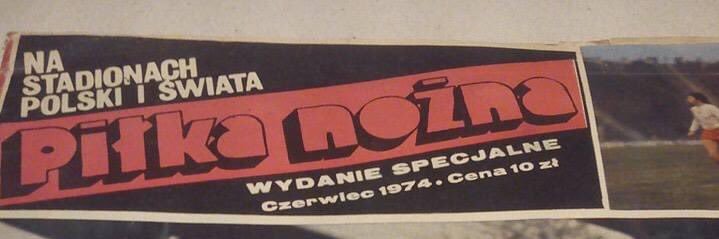 NA
STADIONACH
POLSKI I ŚWIATA
Piłka nożna
WYDANIE SPECJALNE
Czerwiec 1974. Cena 10 zł